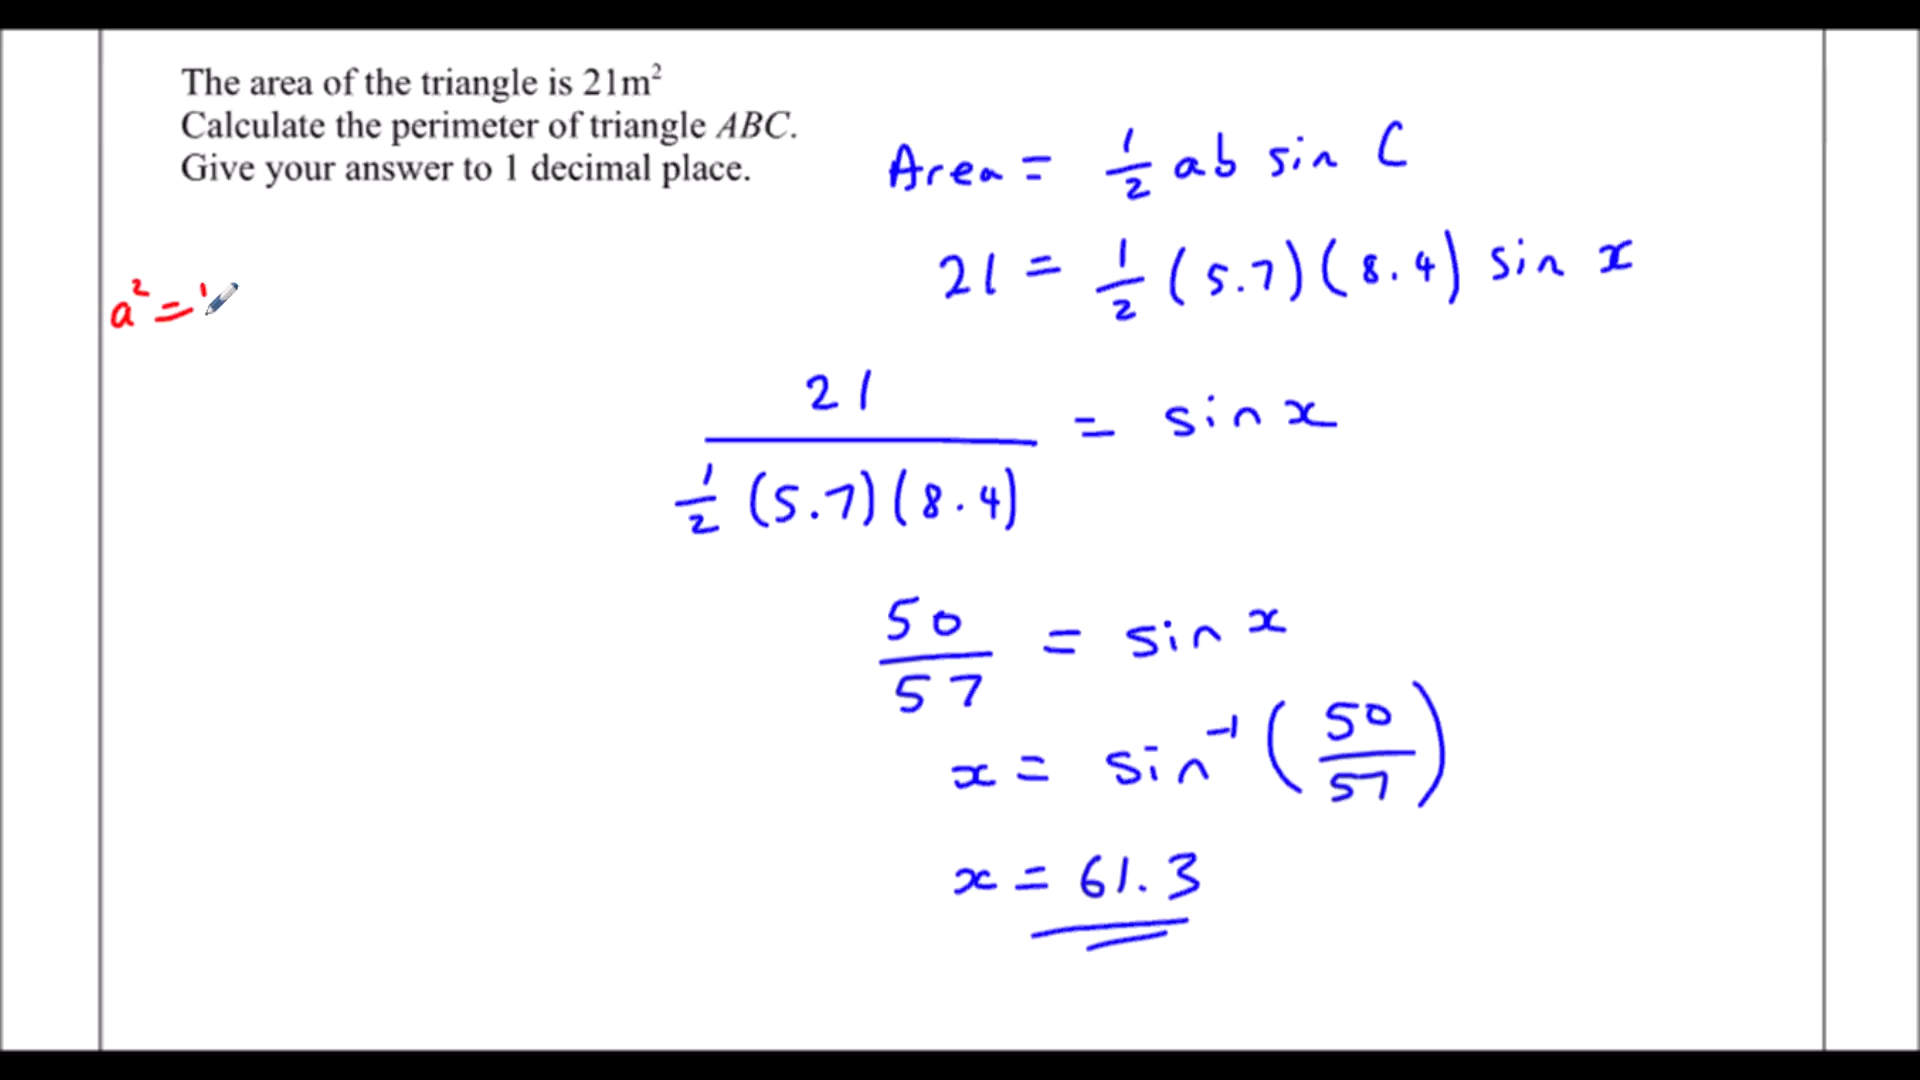 The area of the triangle is 21m²
Calculate the perimeter of triangle ABC.
Give your answer to 1 decimal place.
Area = 1/2 ab sin C
21 = 1/2 (5.7)(8.4) sin x
a² =
21 / 1/2 (5.7)(8.4) = sin x
50/57 = sin x
x = sin⁻¹ (50/57)
x = 61.3